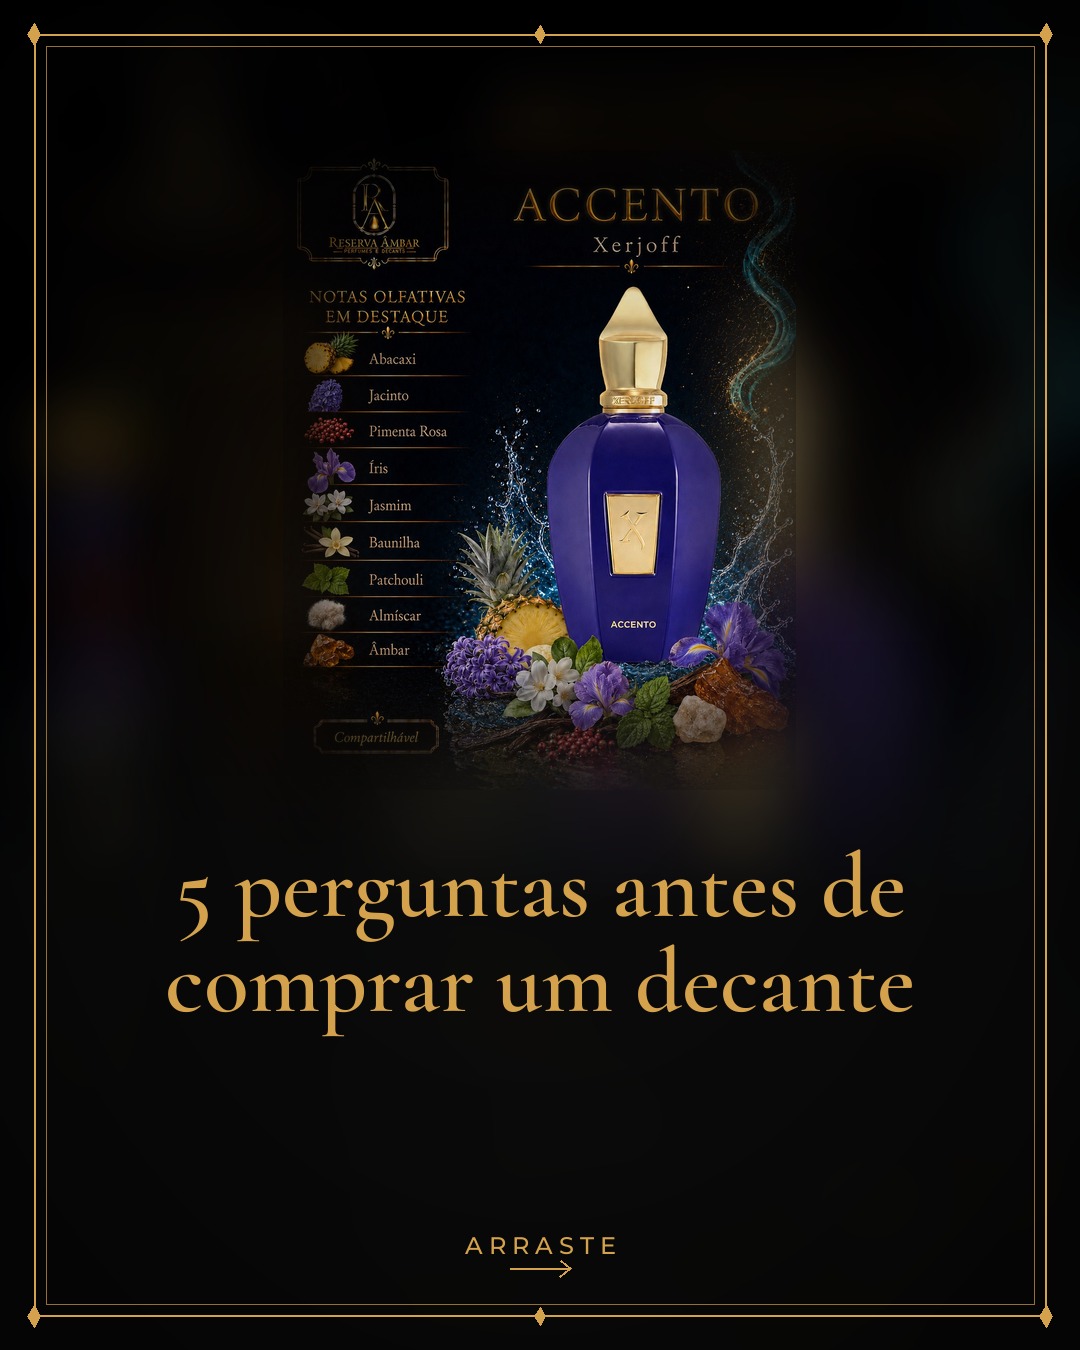 RESERVA ÂMBAR
PERFUMES E DECANTS
ACCENTO
Xerjoff
NOTAS OLFATIVAS
EM DESTAQUE
Abacaxi
Jacinto
Pimenta Rosa
Íris
Jasmim
Baunilha
Patchouli
Almíscar
Âmbar
Compartilhável
XERJOFF
X
ACCENTO
5 perguntas antes de
comprar um decante
ARRASTE